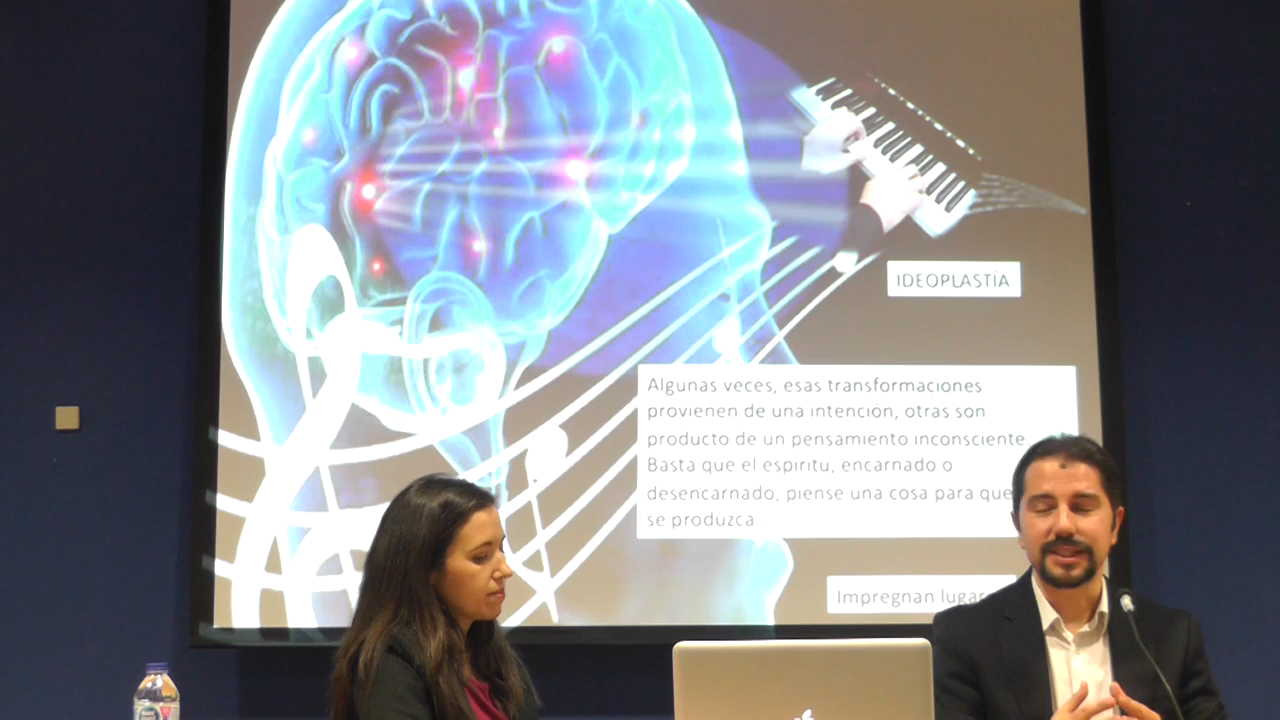 IDEOPLASTÍA
Algunas veces, esas transformaciones
provienen de una intención, otras son
producto de un pensamiento inconsciente.
Basta que el espíritu, encarnado o
desencarnado, piense una cosa para que
se produzca
Impregnan